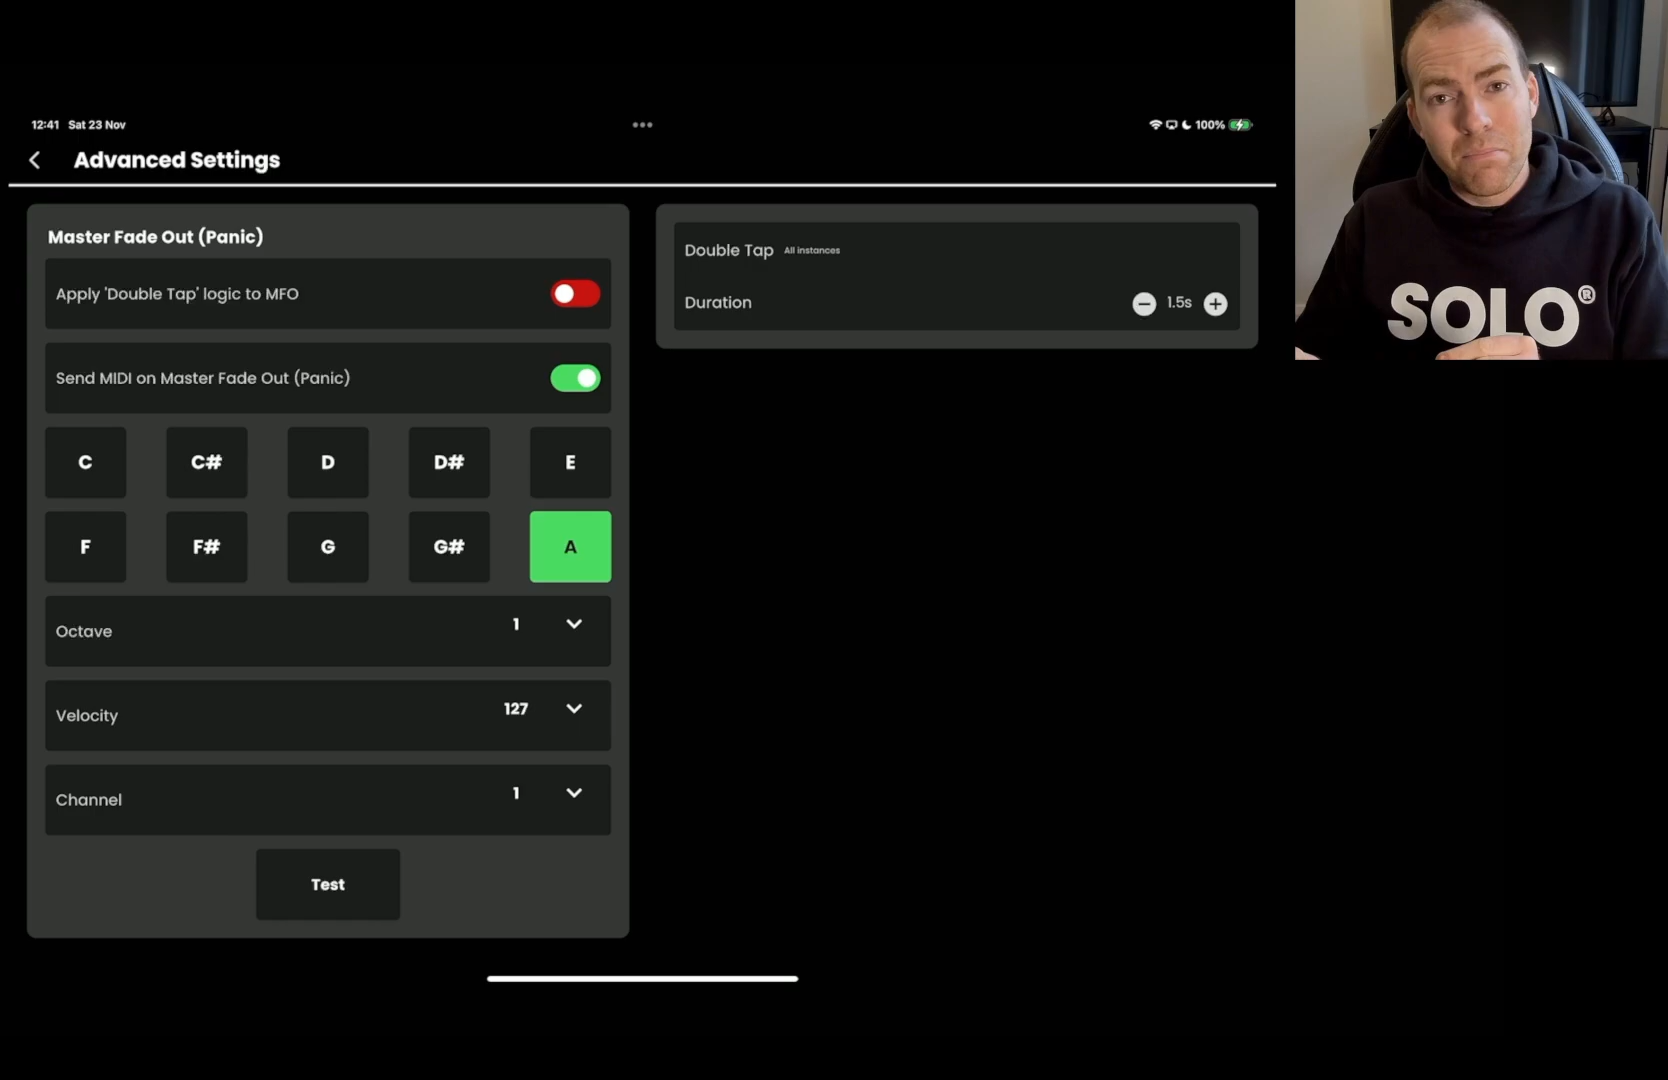 12:41 Sat 23 Nov
100%
Advanced Settings
Master Fade Out (Panic)
Apply 'Double Tap' logic to MFO
Send MIDI on Master Fade Out (Panic)
C C# D D# E
F F# G G# A
Octave 1
Velocity 127
Channel 1
Test
Double Tap All instances
Duration 1.5s
SOLO®